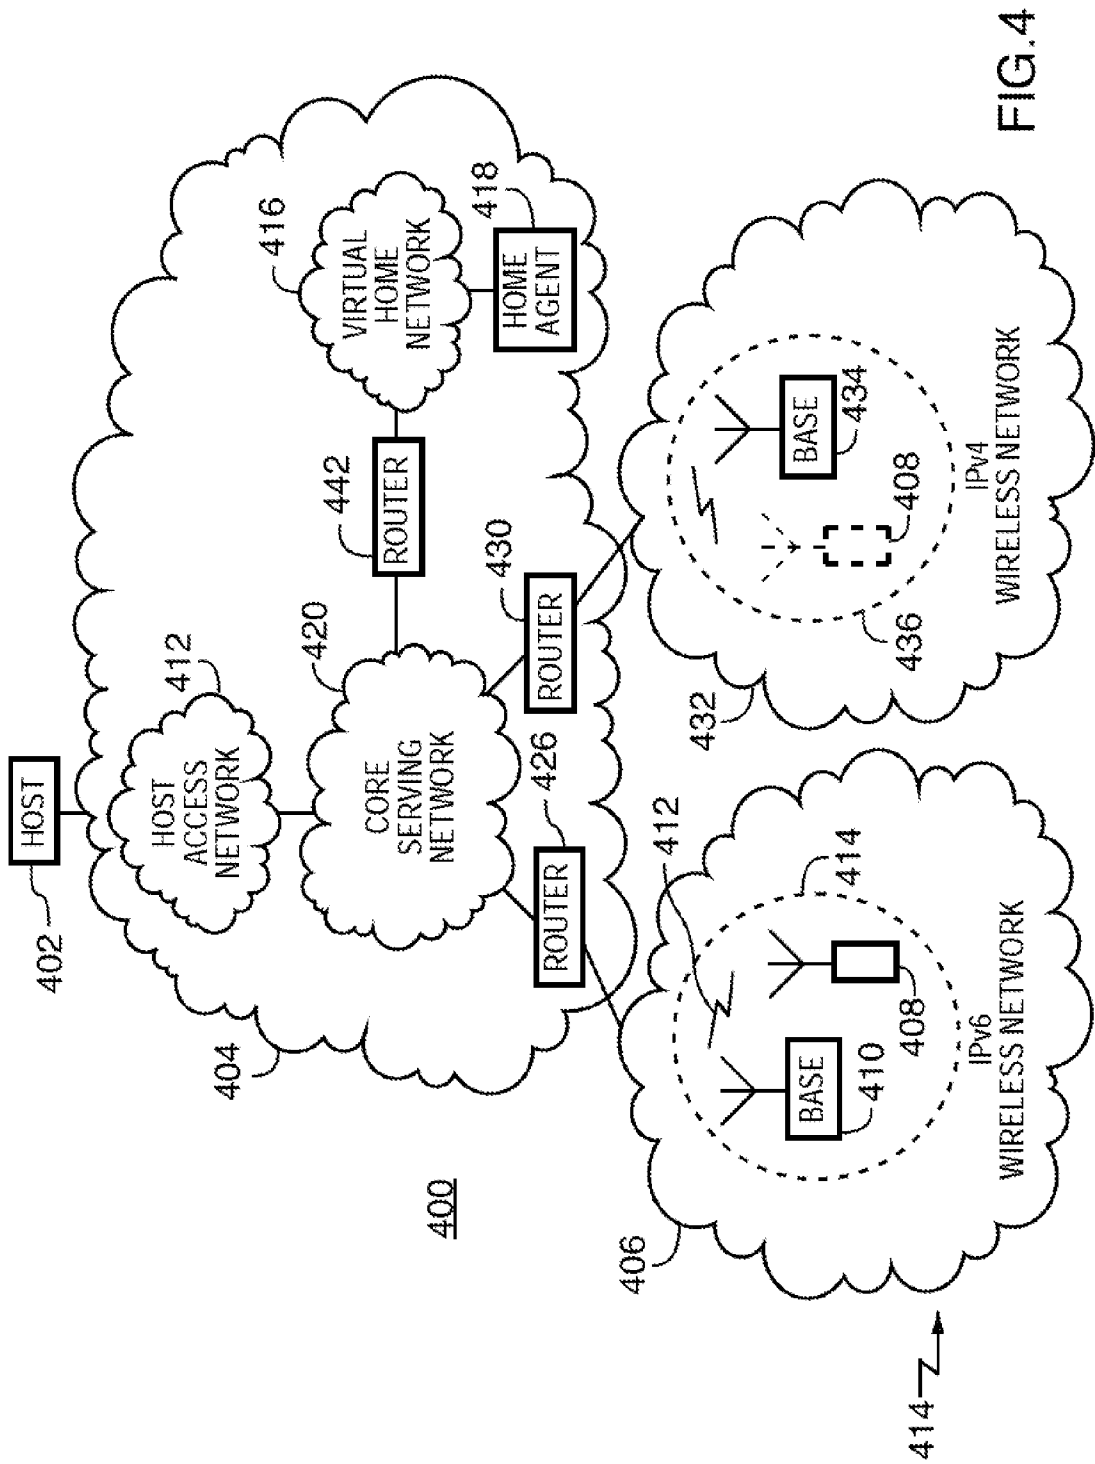 402
HOST
404
412
HOST
ACCESS
NETWORK
420
CORE
SERVING
NETWORK
442
ROUTER
416
VIRTUAL
HOME
NETWORK
418
HOME
AGENT
426
ROUTER
430
ROUTER
400
406
412
414
BASE
410
408
IPv6
WIRELESS NETWORK
414
432
436
408
BASE
434
IPv4
WIRELESS NETWORK
FIG.4